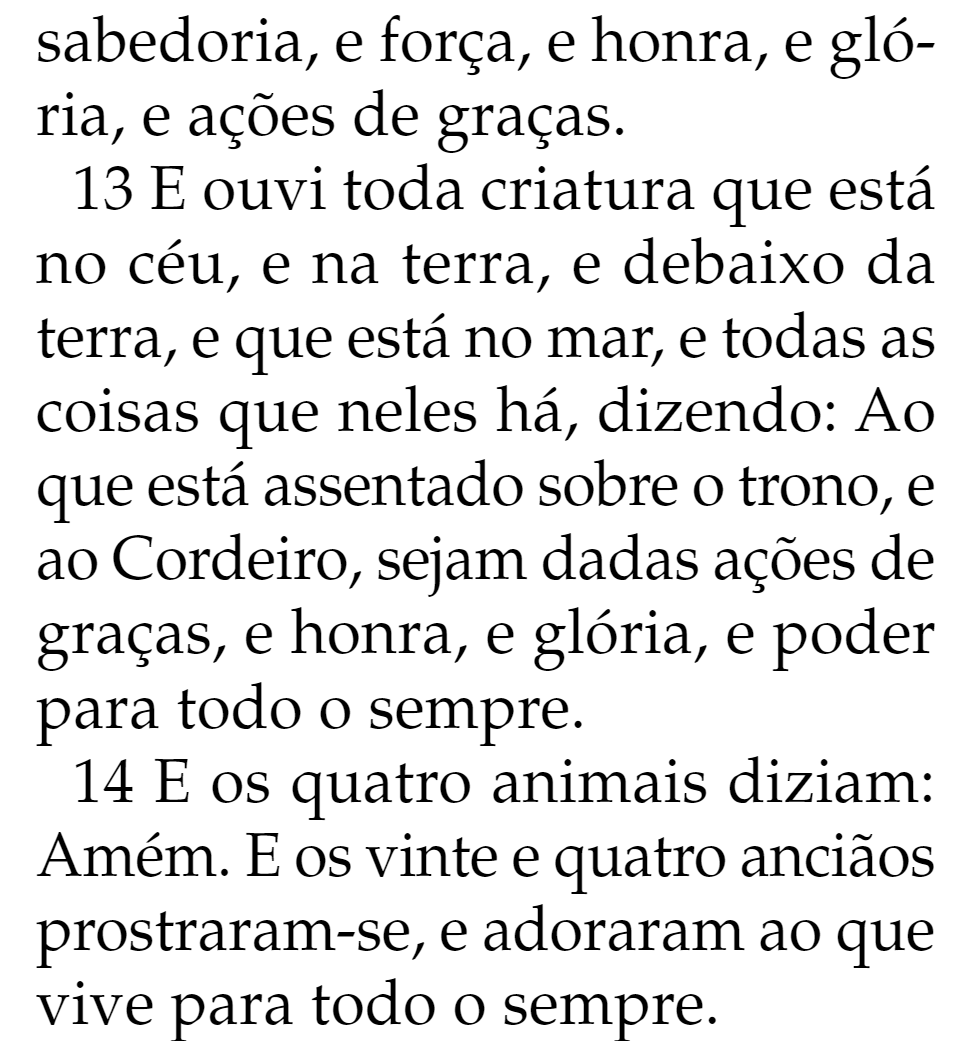 sabedoria, e força, e honra, e gló-
ria, e ações de graças.
13 E ouvi toda criatura que está
no céu, e na terra, e debaixo da
terra, e que está no mar, e todas as
coisas que neles há, dizendo: Ao
que está assentado sobre o trono, e
ao Cordeiro, sejam dadas ações de
graças, e honra, e glória, e poder
para todo o sempre.
14 E os quatro animais diziam:
Amém. E os vinte e quatro anciãos
prostraram-se, e adoraram ao que
vive para todo o sempre.